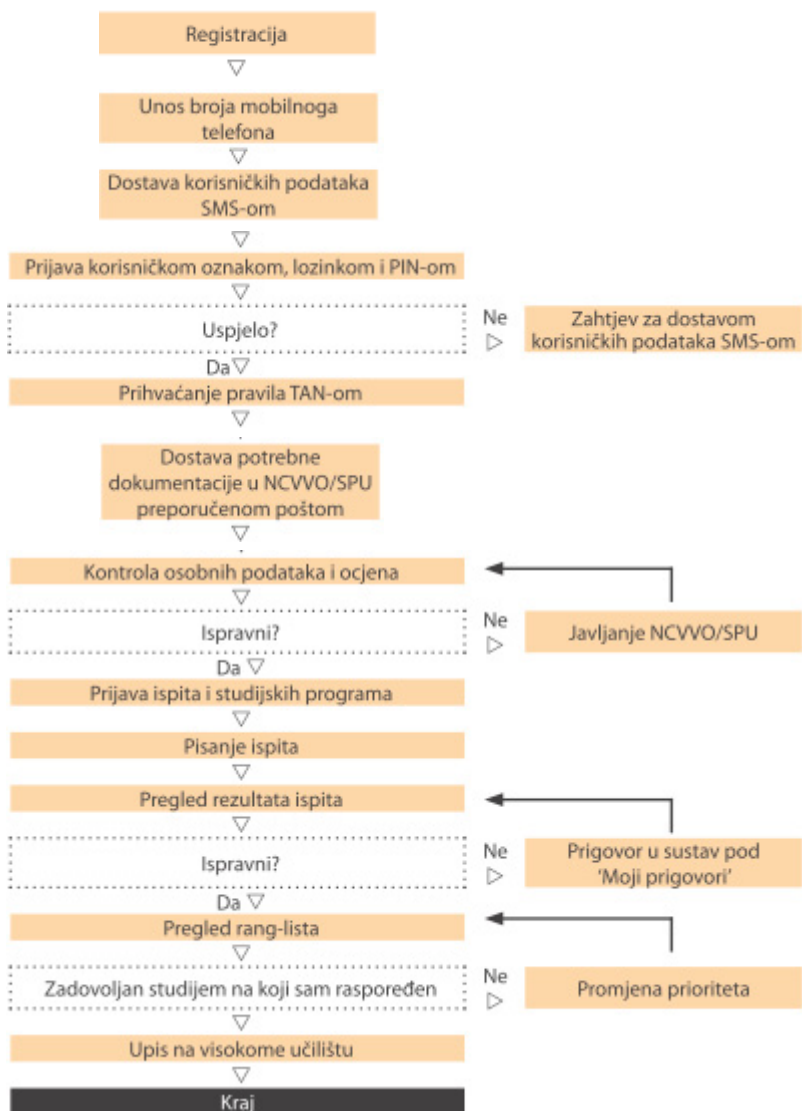 Registracija
Unos broja mobilnoga
telefona
Dostava korisničkih podataka
SMS-om
Prijava korisničkom oznakom, lozinkom i PIN-om
Uspjelo?
Ne
Zahtjev za dostavom
korisničkih podataka SMS-om
Da
Prihvaćanje pravila TAN-om
Dostava potrebne
dokumentacije u NCVVO/SPU
preporučenom poštom
Kontrola osobnih podataka i ocjena
Ispravni?
Ne
Javljanje NCVVO/SPU
Da
Prijava ispita i studijskih programa
Pisanje ispita
Pregled rezultata ispita
Ispravni?
Ne
Prigovor u sustav pod
‘Moji prigovori’
Da
Pregled rang-lista
Zadovoljan studijem na koji sam raspoređen
Ne
Promjena prioriteta
Upis na visokome učilištu
Kraj